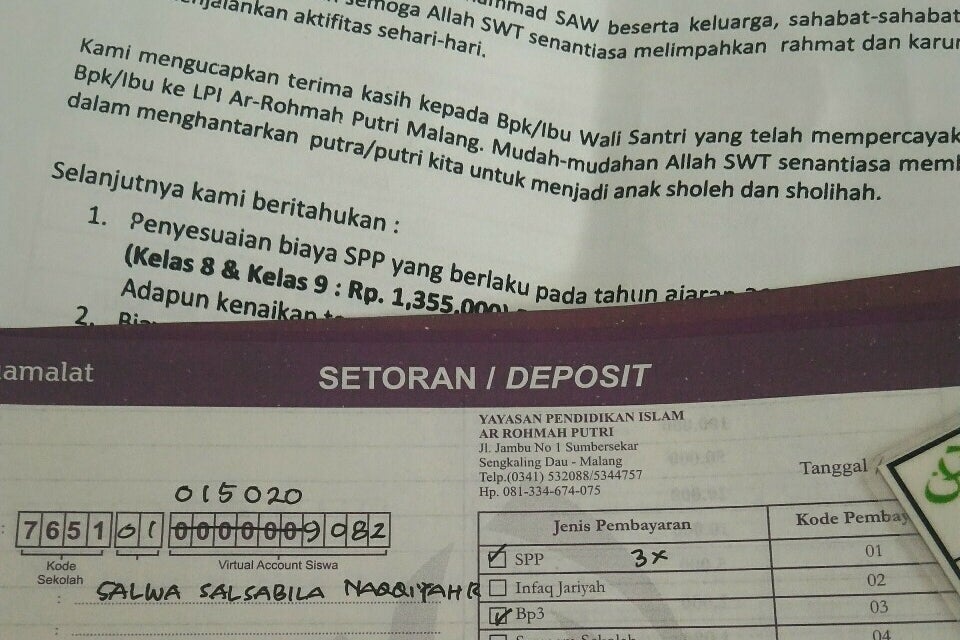 Muhammad SAW beserta keluarga, sahabat-sahabat
semoga Allah SWT senantiasa melimpahkan rahmat dan
aktifitas sehari-hari.
Kami mengucapkan terima kasih kepada Bpk/Ibu Wali Santri yang telah
Bpk/Ibu ke LPI Ar-Rohmah Putri Malang. Mudah-mudahan Allah SWT senantiasa
dalam menghantarkan putra/putri kita untuk menjadi anak sholeh dan sholihah.
Selanjutnya kami beritahukan :
1. Penyesuaian biaya SPP yang berlaku pada tahun ajaran
(Kelas 8 & Kelas 9 : Rp. 1,355,000)
Adapun kenaikan
2.
amalat
SETORAN / DEPOSIT
YAYASAN PENDIDIKAN ISLAM
AR ROHMAH PUTRI
Jl. Jambu No 1 Sumbersekar
Sengkaling Dau - Malang
Telp.(0341) 532088/5344757
Hp. 081-334-674-075
Tanggal
015020
: 7651 01 00000009082
Kode Sekolah
Virtual Account Siswa
: SALWA SALSABILA NAQQIYAH R
:
Jenis Pembayaran
Kode Pembay
SPP 3x 01
Infaq Jariyah 02
Bp3 03
04